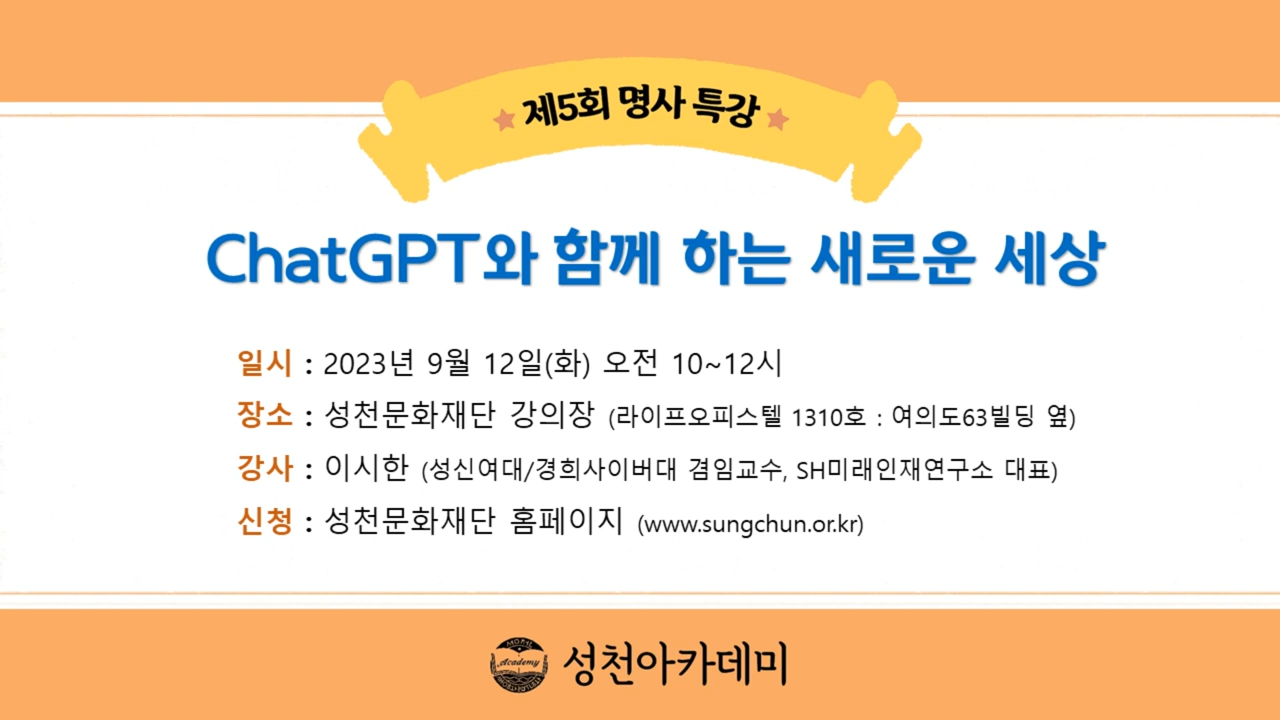 제5회 명사 특강
ChatGPT와 함께 하는 새로운 세상
일시 : 2023년 9월 12일(화) 오전 10~12시
장소 : 성천문화재단 강의장 (라이프오피스텔 1310호 : 여의도63빌딩 옆)
강사 : 이시한 (성신여대/경희사이버대 겸임교수, SH미래인재연구소 대표)
신청 : 성천문화재단 홈페이지 (www.sungchun.or.kr)
Academy
성천아카데미